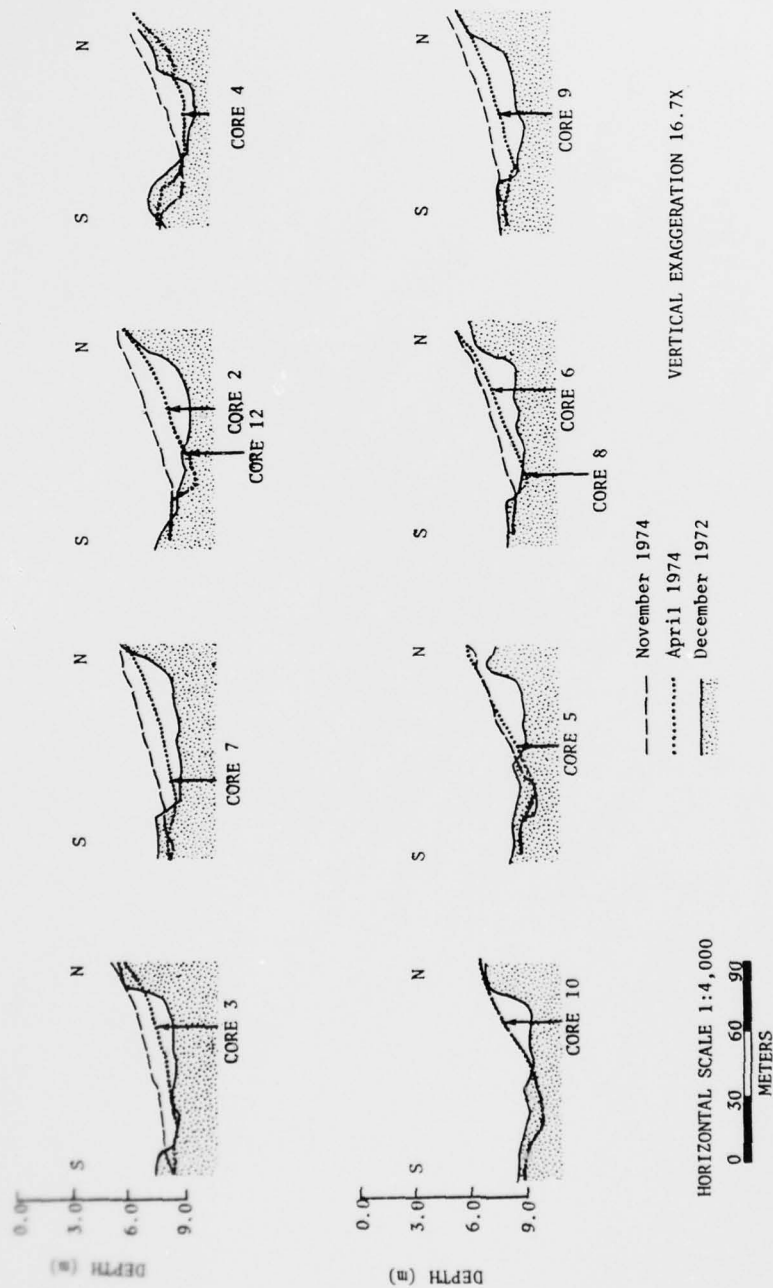 DEPTH (m)
0.0
3.0
6.0
9.0
S
N
CORE 3
S
N
CORE 7
S
N
CORE 12
CORE 2
S
N
CORE 4
DEPTH (m)
0.0
3.0
6.0
9.0
S
N
CORE 10
S
N
CORE 5
S
N
CORE 8
CORE 6
S
N
CORE 9
HORIZONTAL SCALE 1:4,000
0 30 60 90
METERS
November 1974
April 1974
December 1972
VERTICAL EXAGGERATION 16.7X